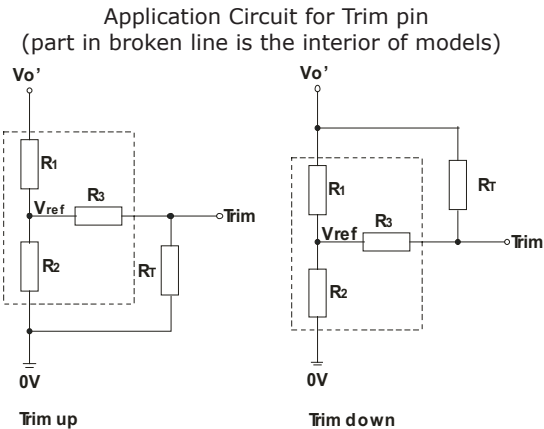 Application Circuit for Trim pin
(part in broken line is the interior of models)
Vo’
R1
Vref
R3
Trim
R2
RT
0V
Trim up
Vo’
R1
RT
Vref
R3
Trim
R2
0V
Trim down